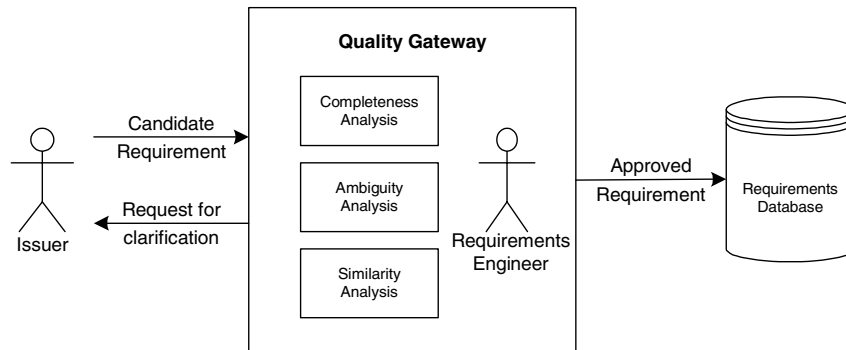 Quality Gateway
Completeness
Analysis
Candidate
Requirement
Ambiguity
Analysis
Approved
Requirement
Requirements
Database
Request for
clarification
Issuer
Requirements
Engineer
Similarity
Analysis